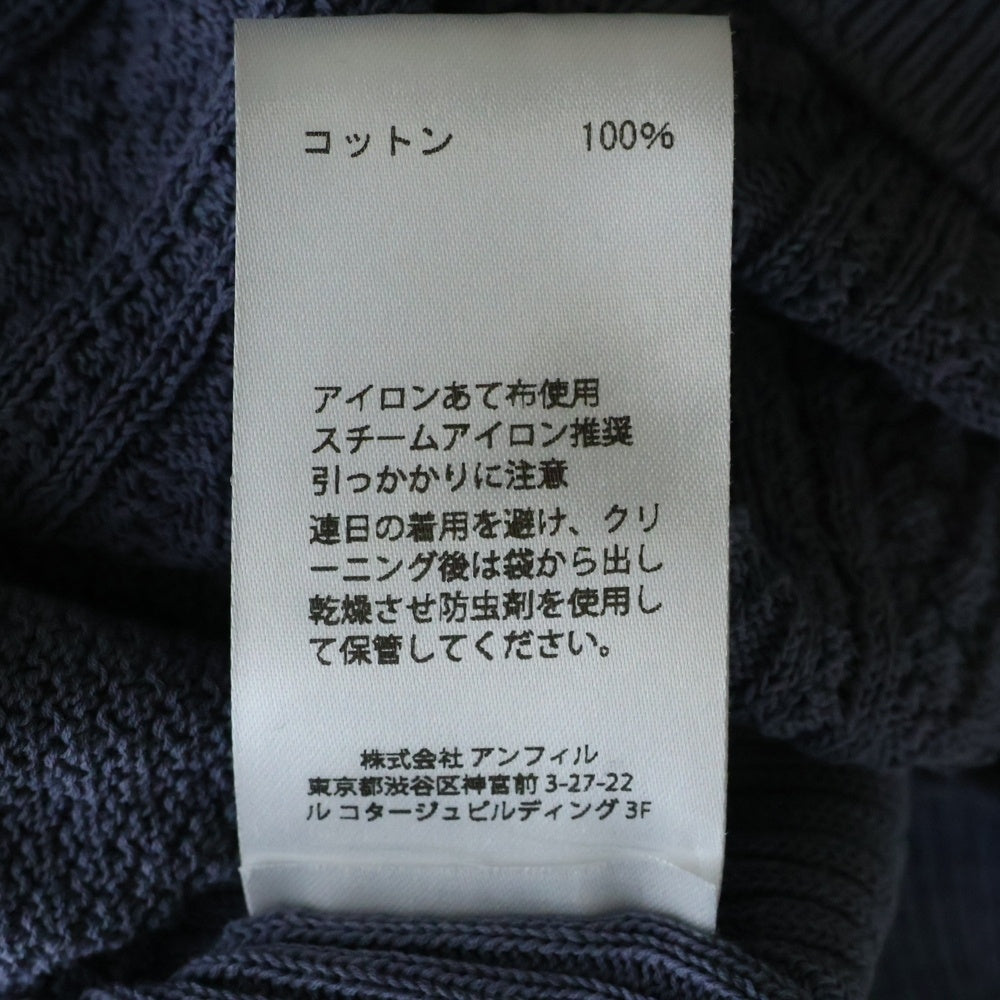 コットン 100%
アイロンあて布使用
スチームアイロン推奨
引っかかりに注意
連日の着用を避け、クリ
ーニング後は袋から出し
乾燥させ防虫剤を使用し
て保管してください。
株式会社 アンフィル
東京都渋谷区神宮前 3-27-22
ル コタージュビルディング 3F